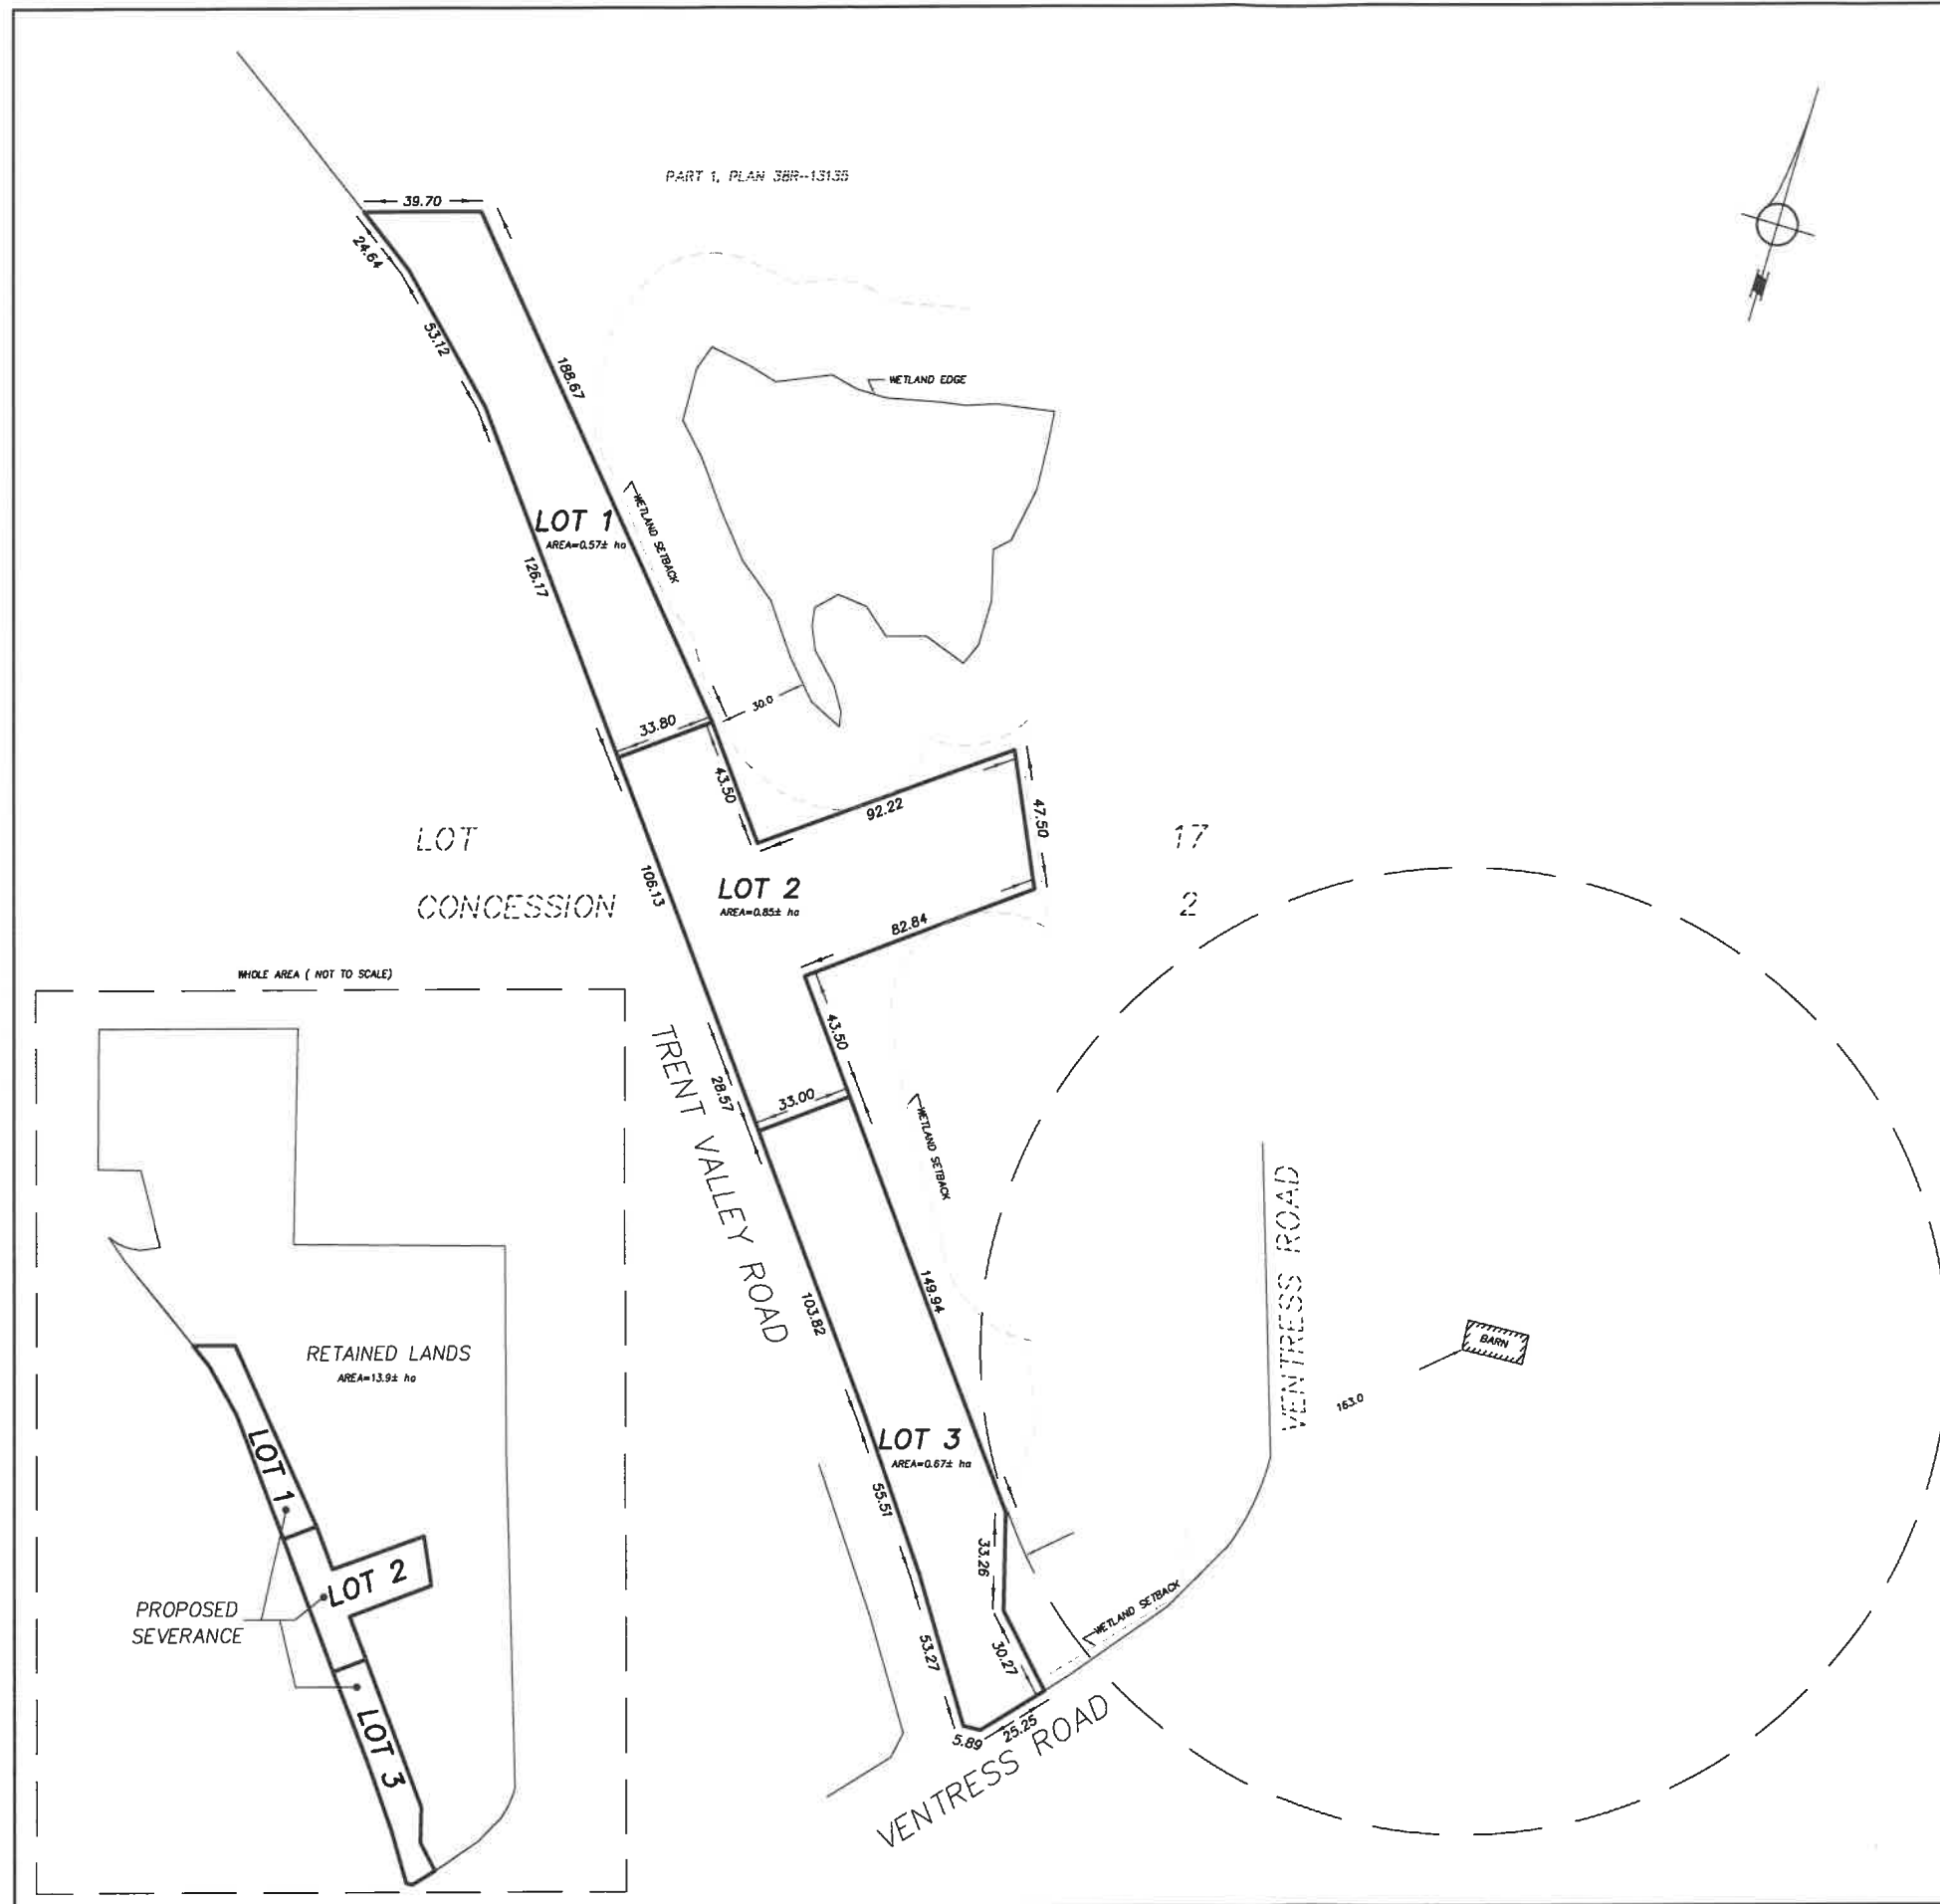 PART 1, PLAN 38R-13135
39.70
24.64
53.12
188.67
WETLAND EDGE
WETLAND SETBACK
LOT 1
AREA=0.57± ha
126.17
33.80
30.0
43.50
92.22
47.50
LOT 17
CONCESSION 2
106.13
LOT 2
AREA=0.85± ha
82.84
43.50
28.57
33.00
TRENT VALLEY ROAD
WETLAND SETBACK
149.94
103.82
VENTRESS ROAD
BARN
163.0
LOT 3
AREA=0.67± ha
55.51
33.26
53.27
30.27
WETLAND SETBACK
5.89
25.25
VENTRESS ROAD
WHOLE AREA ( NOT TO SCALE)
RETAINED LANDS
AREA=13.9± ha
LOT 1
LOT 2
PROPOSED
SEVERANCE
LOT 3